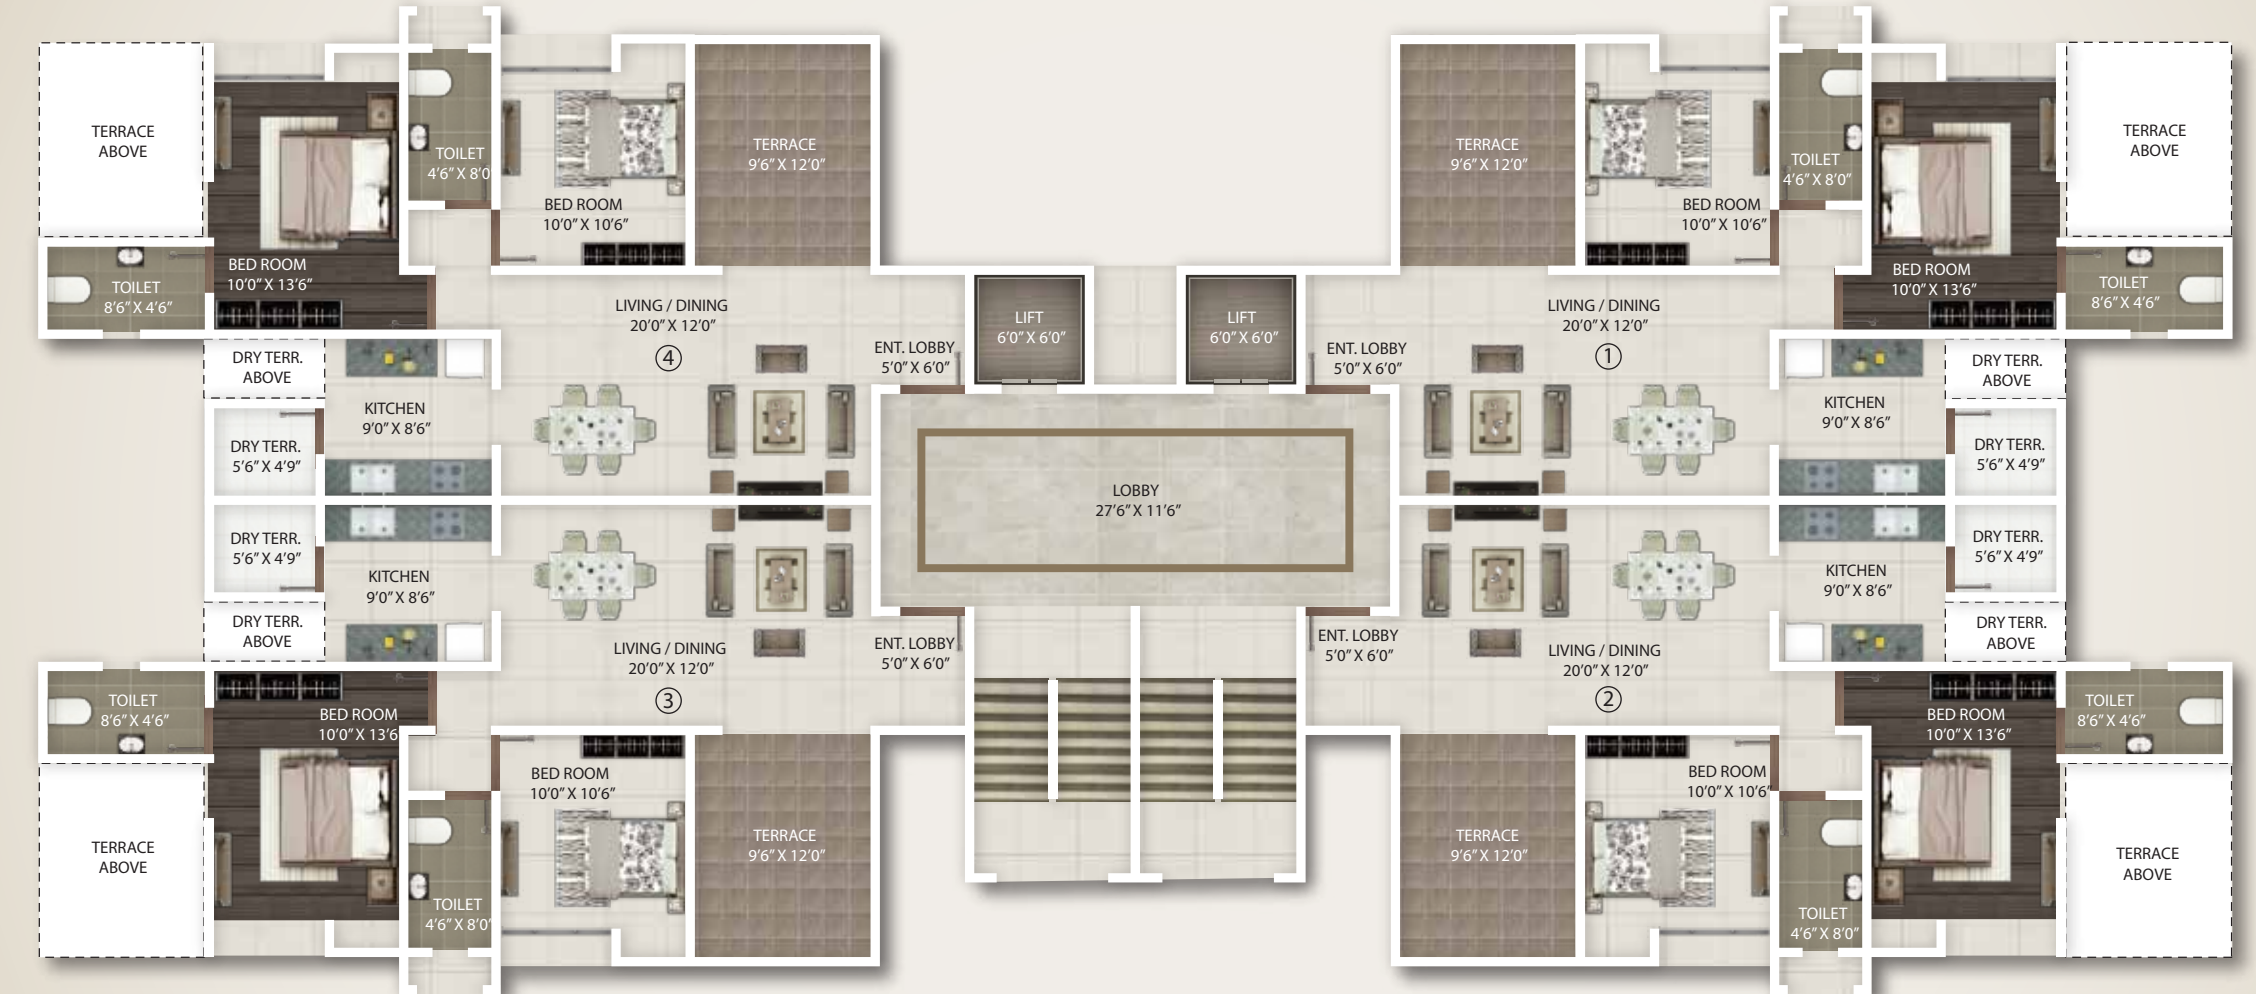 TERRACE
ABOVE
TOILET
4'6" X 8'0"
BED ROOM
10'0" X 10'6"
TERRACE
9'6" X 12'0"
BED ROOM
10'0" X 13'6"
TOILET
8'6" X 4'6"
LIVING / DINING
20'0" X 12'0"
4
ENT. LOBBY
5'0" X 6'0"
DRY TERR.
ABOVE
KITCHEN
9'0" X 8'6"
DRY TERR.
5'6" X 4'9"
LIFT
6'0" X 6'0"
LIFT
6'0" X 6'0"
TERRACE
9'6" X 12'0"
BED ROOM
10'0" X 10'6"
TOILET
4'6" X 8'0"
TERRACE
ABOVE
BED ROOM
10'0" X 13'6"
TOILET
8'6" X 4'6"
LIVING / DINING
20'0" X 12'0"
1
ENT. LOBBY
5'0" X 6'0"
DRY TERR.
ABOVE
KITCHEN
9'0" X 8'6"
DRY TERR.
5'6" X 4'9"
LOBBY
27'6" X 11'6"
DRY TERR.
5'6" X 4'9"
KITCHEN
9'0" X 8'6"
DRY TERR.
ABOVE
LIVING / DINING
20'0" X 12'0"
3
ENT. LOBBY
5'0" X 6'0"
TOILET
8'6" X 4'6"
BED ROOM
10'0" X 13'6
BED ROOM
10'0" X 10'6"
TERRACE
ABOVE
TOILET
4'6" X 8'0"
TERRACE
9'6" X 12'0"
ENT. LOBBY
5'0" X 6'0"
LIVING / DINING
20'0" X 12'0"
2
KITCHEN
9'0" X 8'6"
DRY TERR.
5'6" X 4'9"
DRY TERR.
ABOVE
BED ROOM
10'0" X 13'6"
TOILET
8'6" X 4'6"
BED ROOM
10'0" X 10'6"
TERRACE
9'6" X 12'0"
TOILET
4'6" X 8'0"
TERRACE
ABOVE